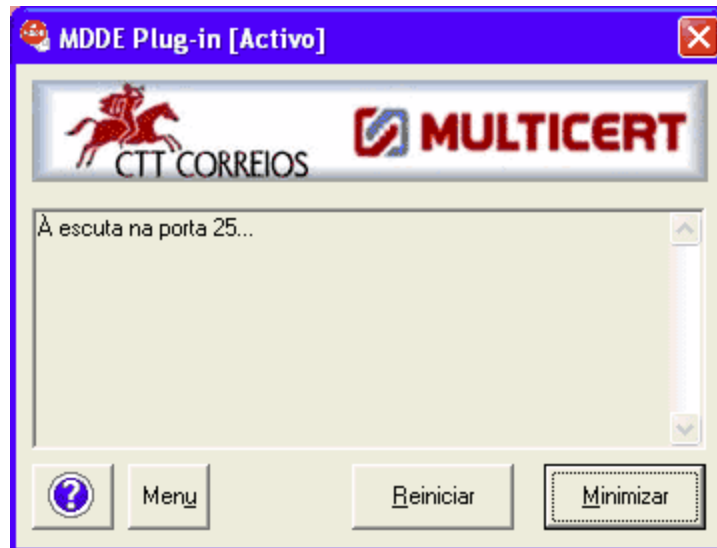 MDDE Plug-in [Activo]
CTT CORREIOS
MULTICERT
À escuta na porta 25...
Menu
Reiniciar
Minimizar